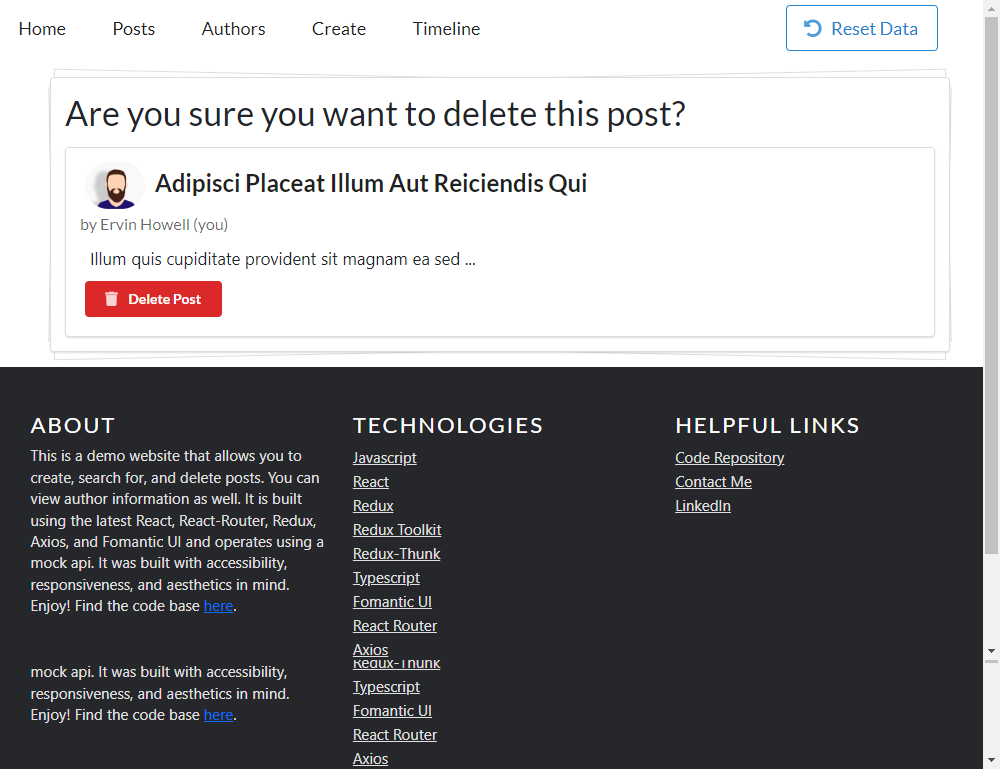 Home Posts Authors Create Timeline Reset Data
Are you sure you want to delete this post?
Adipisci Placeat Illum Aut Reiciendis Qui
by Ervin Howell (you)
Illum quis cupiditate provident sit magnam ea sed ...
Delete Post
ABOUT
This is a demo website that allows you to
create, search for, and delete posts. You can
view author information as well. It is built
using the latest React, React-Router, Redux,
Axios, and Fomantic UI and operates using a
mock api. It was built with accessibility,
responsiveness, and aesthetics in mind.
Enjoy! Find the code base here.
mock api. It was built with accessibility,
responsiveness, and aesthetics in mind.
Enjoy! Find the code base here.
TECHNOLOGIES
Javascript
React
Redux
Redux Toolkit
Redux-Thunk
Typescript
Fomantic UI
React Router
Axios
Redux-Thunk
Typescript
Fomantic UI
React Router
Axios
HELPFUL LINKS
Code Repository
Contact Me
LinkedIn